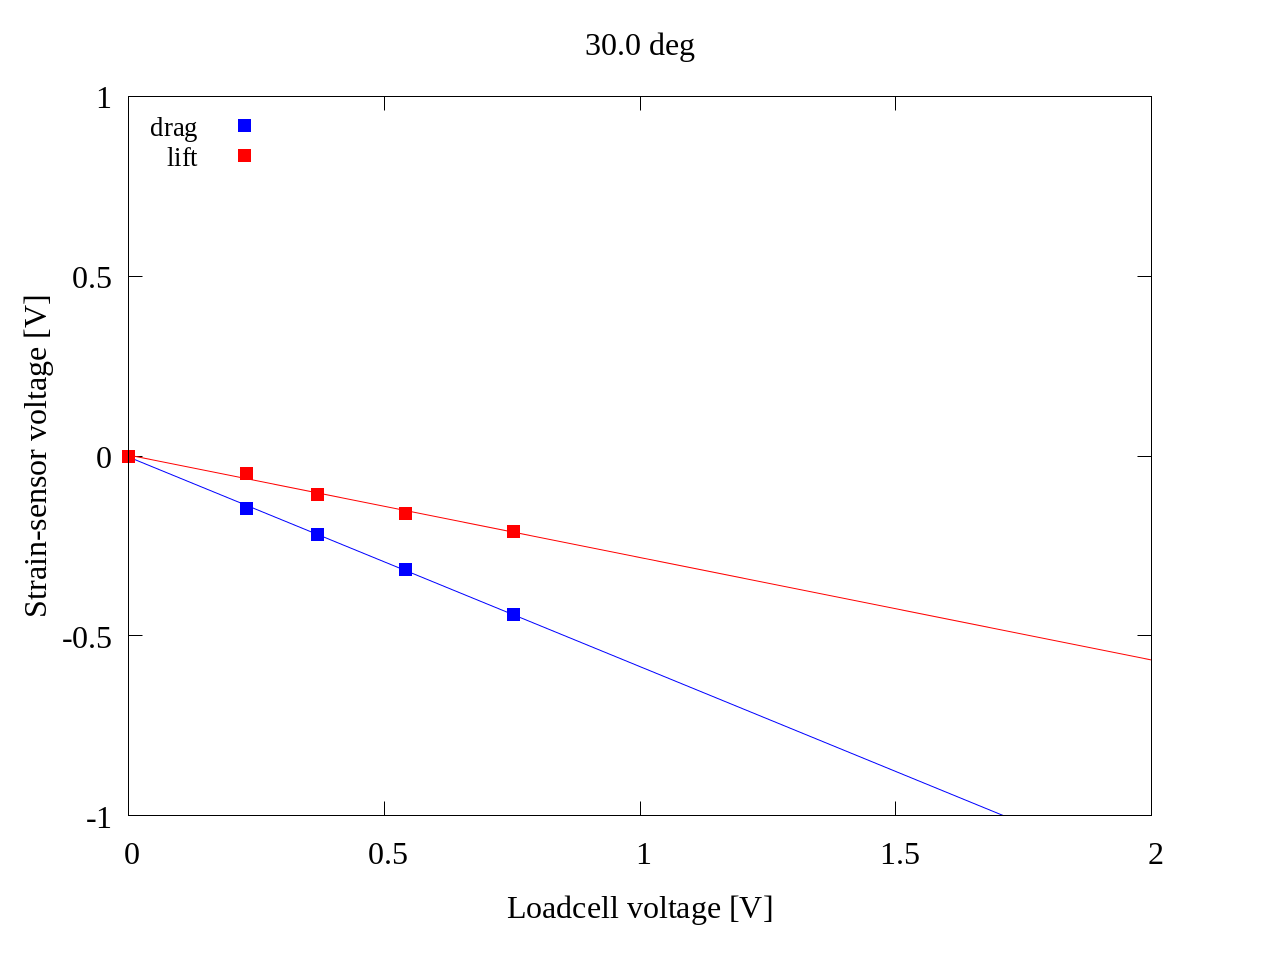 30.0 deg
1
drag
lift
0.5
0
-0.5
-1
Strain-sensor voltage [V]
0 0.5 1 1.5 2
Loadcell voltage [V]